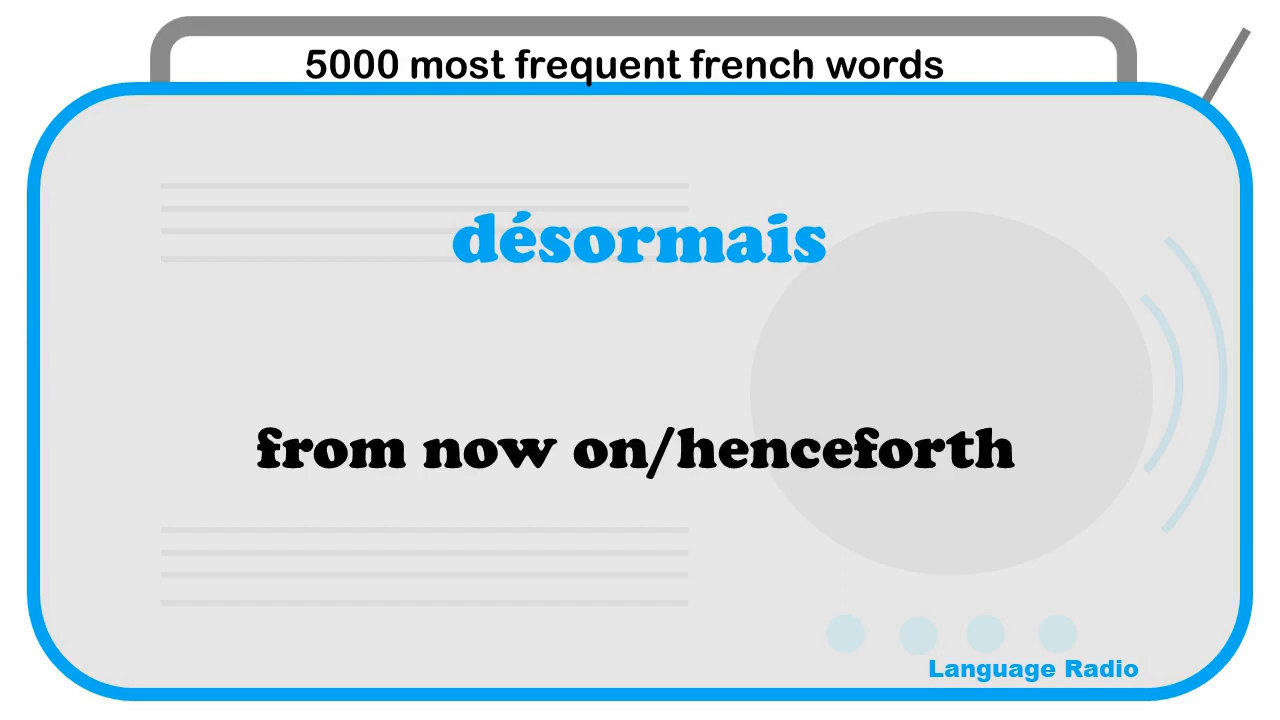 5000 most frequent french words
désormais
from now on/henceforth
Language Radio